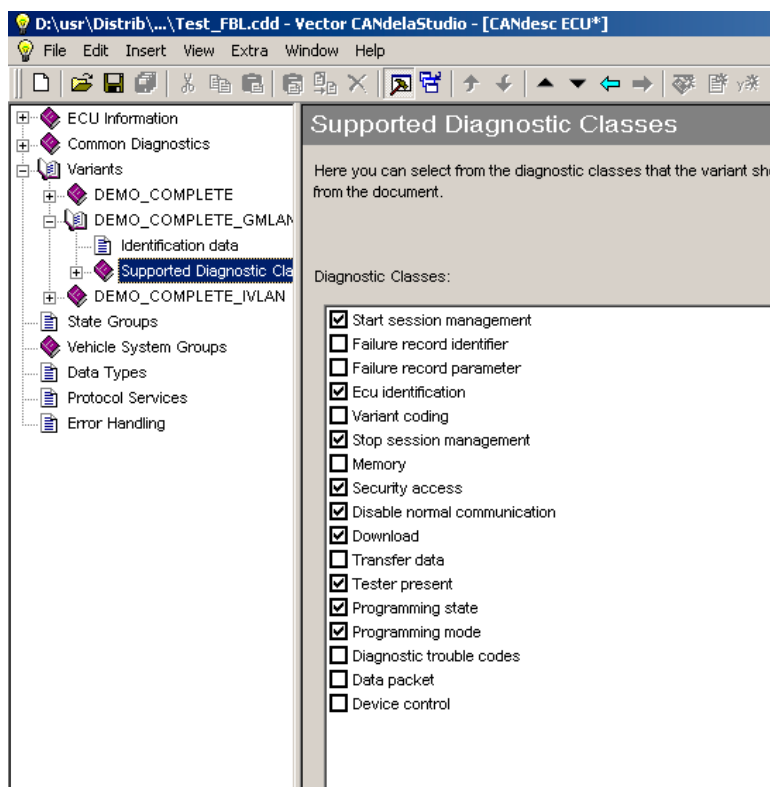 D:\usr\Distrib\...\Test_FBL.cdd - Vector CANdelaStudio - [CANdesc ECU*]
File Edit Insert View Extra Window Help
ECU Information
Common Diagnostics
Variants
DEMO_COMPLETE
DEMO_COMPLETE_GMLAN
Identification data
Supported Diagnostic Cla
DEMO_COMPLETE_IVLAN
State Groups
Vehicle System Groups
Data Types
Protocol Services
Error Handling
Supported Diagnostic Classes
Here you can select from the diagnostic classes that the variant sh
from the document.
Diagnostic Classes:
Start session management
Failure record identifier
Failure record parameter
Ecu identification
Variant coding
Stop session management
Memory
Security access
Disable normal communication
Download
Transfer data
Tester present
Programming state
Programming mode
Diagnostic trouble codes
Data packet
Device control